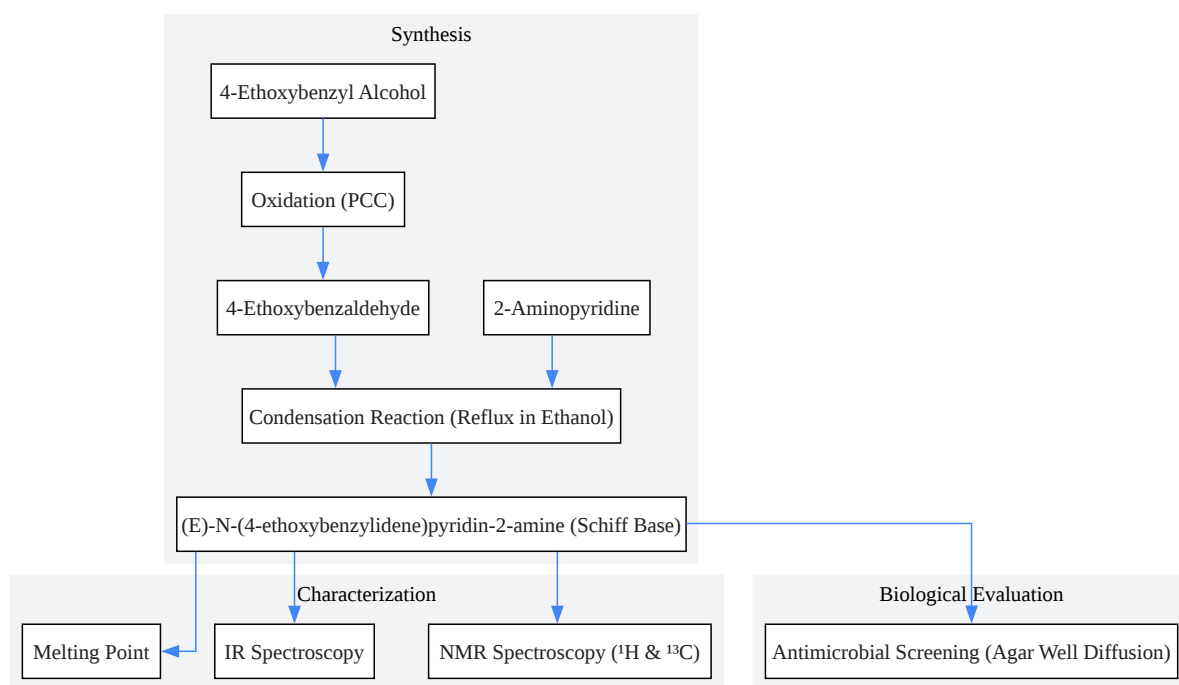 Synthesis
4-Ethoxybenzyl Alcohol
Oxidation (PCC)
4-Ethoxybenzaldehyde
2-Aminopyridine
Condensation Reaction (Reflux in Ethanol)
(E)-N-(4-ethoxybenzylidene)pyridin-2-amine (Schiff Base)
Characterization
Biological Evaluation
Melting Point
IR Spectroscopy
NMR Spectroscopy (¹H & ¹³C)
Antimicrobial Screening (Agar Well Diffusion)